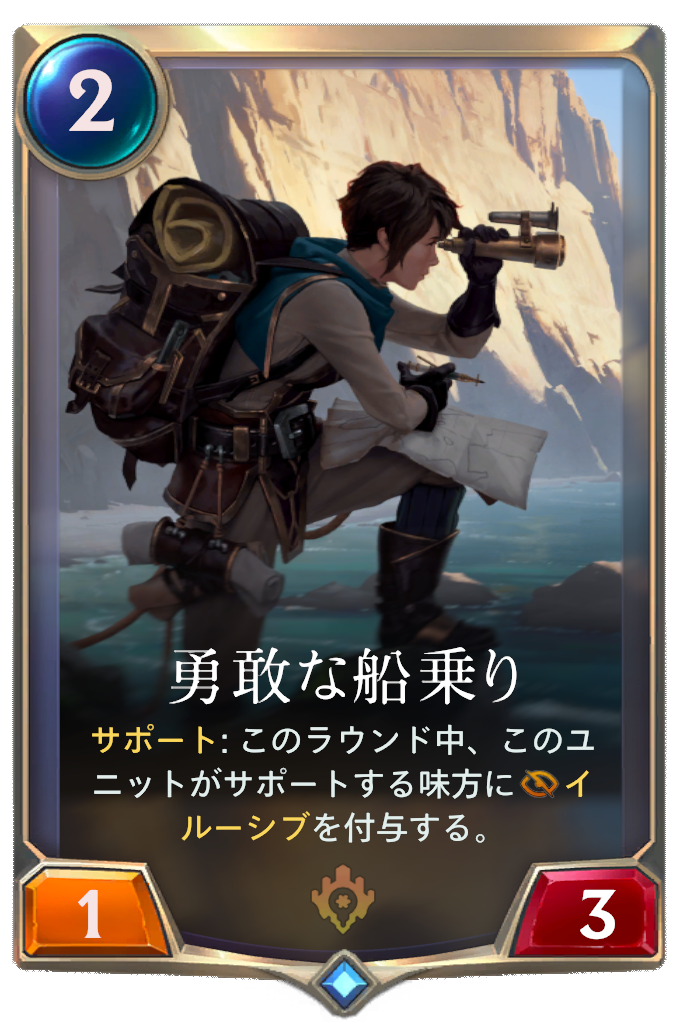 2
勇敢な船乗り
サポート: このラウンド中、このユ
ニットがサポートする味方にイ
ルーシブを付与する。
1
3